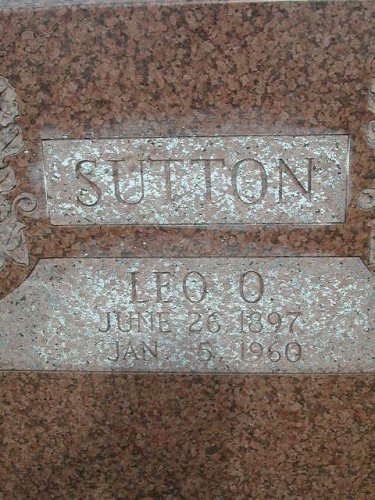 SUTTON
LEO O.
JUNE 26, 1897
JAN. 5, 1960